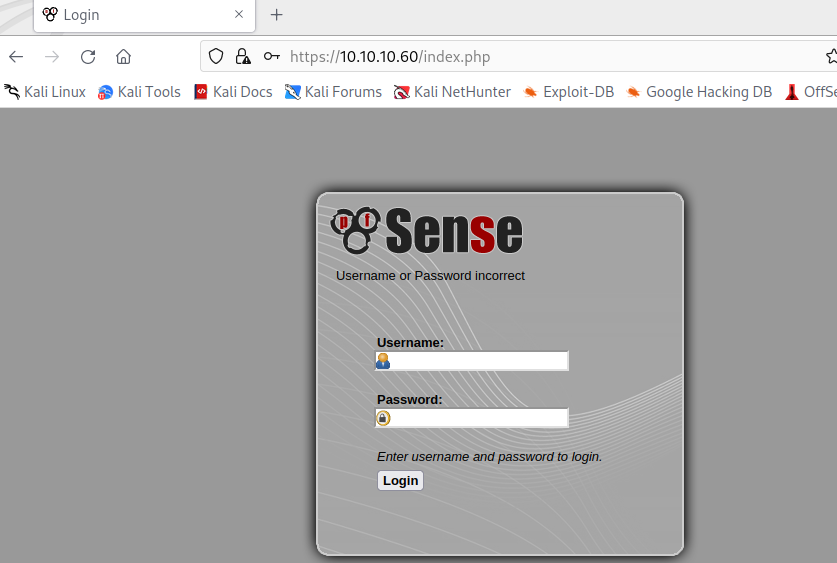 Login
https://10.10.10.60/index.php
Kali Linux Kali Tools Kali Docs Kali Forums Kali NetHunter Exploit-DB Google Hacking DB OffSe
pf Sense
Username or Password incorrect
Username:
Password:
Enter username and password to login.
Login